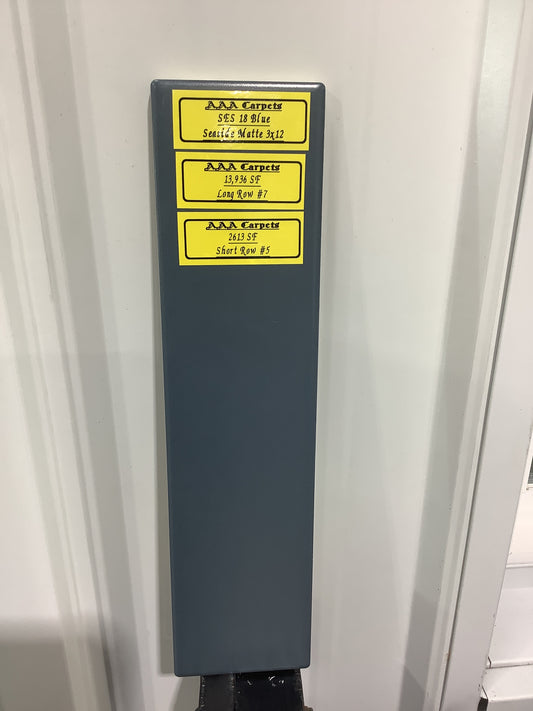 AAA Carpets
SES 18 Blue
Seaside Matte 3x12
AAA Carpets
13,936 SF
Long Row #7
AAA Carpets
2613 SF
Short Row #5